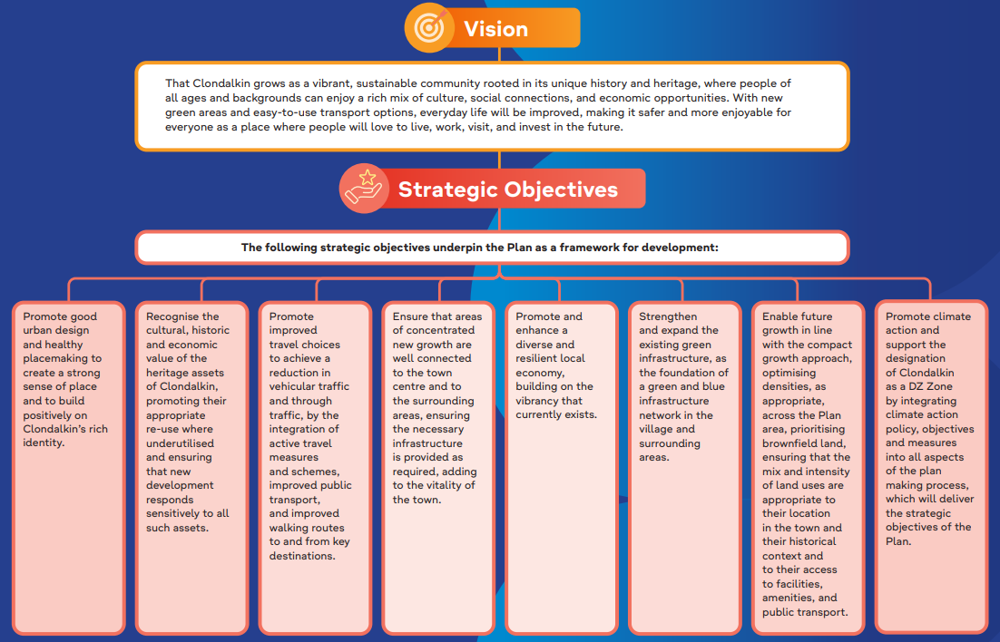 Vision
That Clondalkin grows as a vibrant, sustainable community rooted in its unique history and heritage, where people of
all ages and backgrounds can enjoy a rich mix of culture, social connections, and economic opportunities. With new
green areas and easy-to-use transport options, everyday life will be improved, making it safer and more enjoyable for
everyone as a place where people will love to live, work, visit, and invest in the future.
Strategic Objectives
The following strategic objectives underpin the Plan as a framework for development:
Promote good
urban design
and healthy
placemaking to
create a strong
sense of place
and to build
positively on
Clondalkin's rich
identity.
Recognise the
cultural, historic
and economic
value of the
heritage assets
of Clondalkin,
promoting their
appropriate
re-use where
underutilised
and ensuring
that new
development
responds
sensitively to all
such assets.
Promote
improved
travel choices
to achieve a
reduction in
vehicular traffic
and through
traffic, by the
integration of
active travel
measures
and schemes,
improved public
transport,
and improved
walking routes
to and from key
destinations.
Ensure that areas
of concentrated
new growth are
well connected
to the town
centre and to
the surrounding
areas, ensuring
the necessary
infrastructure
is provided as
required, adding
to the vitality of
the town.
Promote and
enhance a
diverse and
resilient local
economy,
building on the
vibrancy that
currently exists.
Strengthen
and expand the
existing green
infrastructure, as
the foundation of
a green and blue
infrastructure
network in the
village and
surrounding
areas.
Enable future
growth in line
with the compact
growth approach,
optimising
densities, as
appropriate,
across the Plan
area, prioritising
brownfield land,
ensuring that the
mix and intensity
of land uses are
appropriate to
their location
in the town and
their historical
context and
to their access
to facilities,
amenities, and
public transport.
Promote climate
action and
support the
designation
of Clondalkin
as a DZ Zone
by integrating
climate action
policy, objectives
and measures
into all aspects
of the plan
making process,
which will deliver
the strategic
objectives of the
Plan.